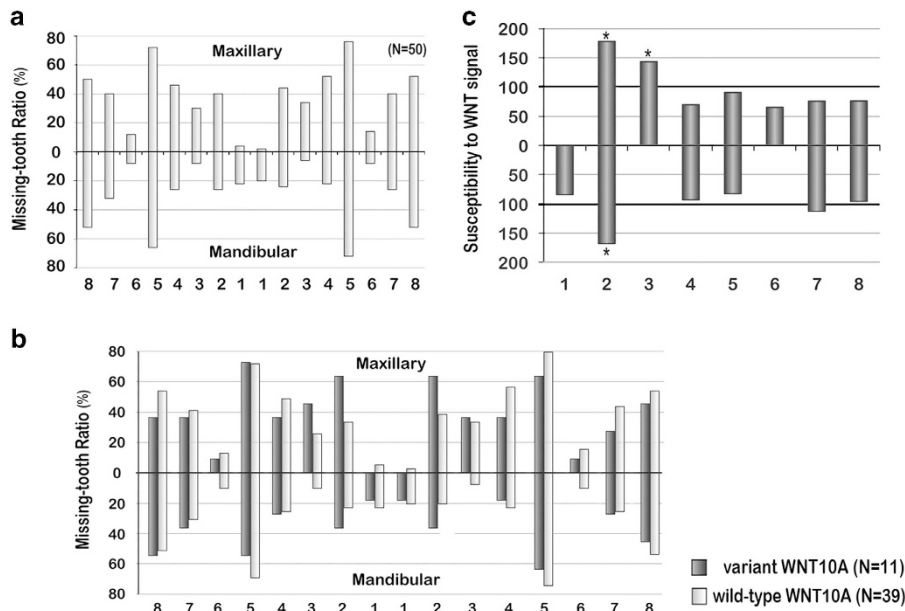 a
Missing-tooth Ratio (%)
80
60
40
20
0
20
40
60
80
Maxillary
(N=50)
Mandibular
8 7 6 5 4 3 2 1 1 2 3 4 5 6 7 8
c
Susceptibility to WNT signal
200
150
100
50
0
50
100
150
200
* *
*
1 2 3 4 5 6 7 8
b
Missing-tooth Ratio (%)
80
60
40
20
0
20
40
60
80
Maxillary
Mandibular
8 7 6 5 4 3 2 1 1 2 3 4 5 6 7 8
variant WNT10A (N=11)
wild-type WNT10A (N=39)